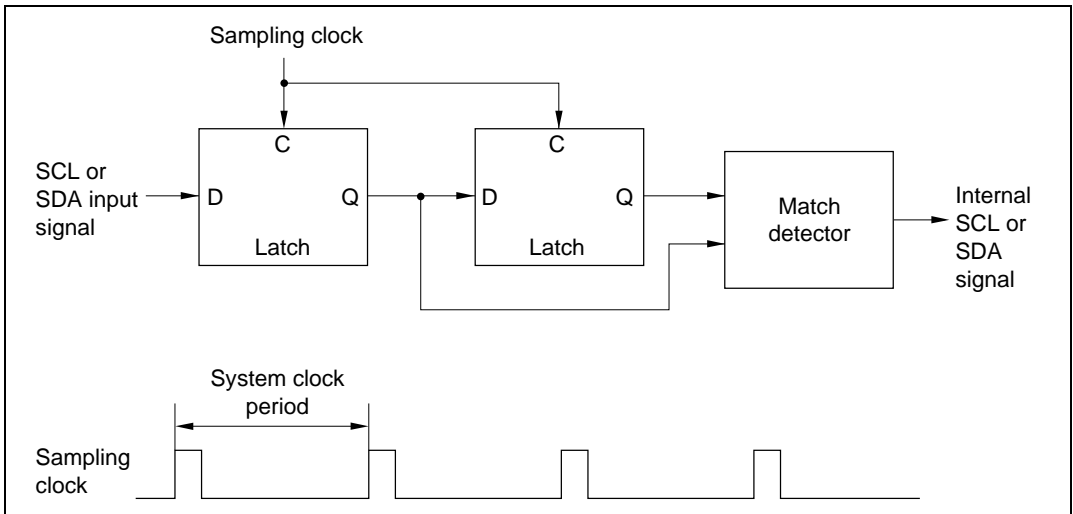 Sampling clock
C
C
SCL or
SDA input
signal
D
Q
Latch
D
Q
Latch
Match
detector
Internal
SCL or
SDA
signal
System clock
period
Sampling
clock